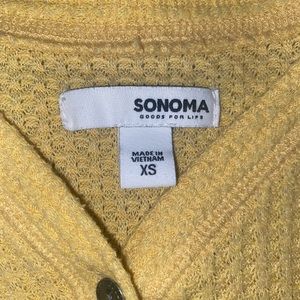 SONOMA
GOODS FOR LIFE
MADE IN
VIETNAM
XS